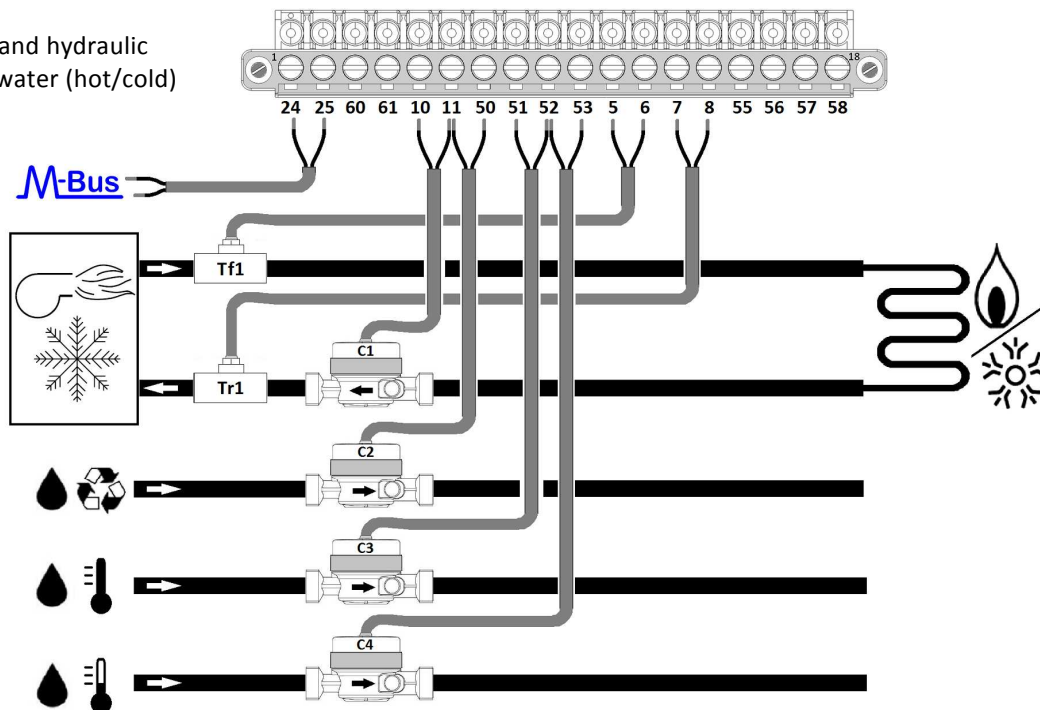 and hydraulic
water (hot/cold)
1 18
24 25 60 61 10 11 50 51 52 53 5 6 7 8 55 56 57 58
M-Bus
Tf1
C1
Tr1
C2
C3
C4